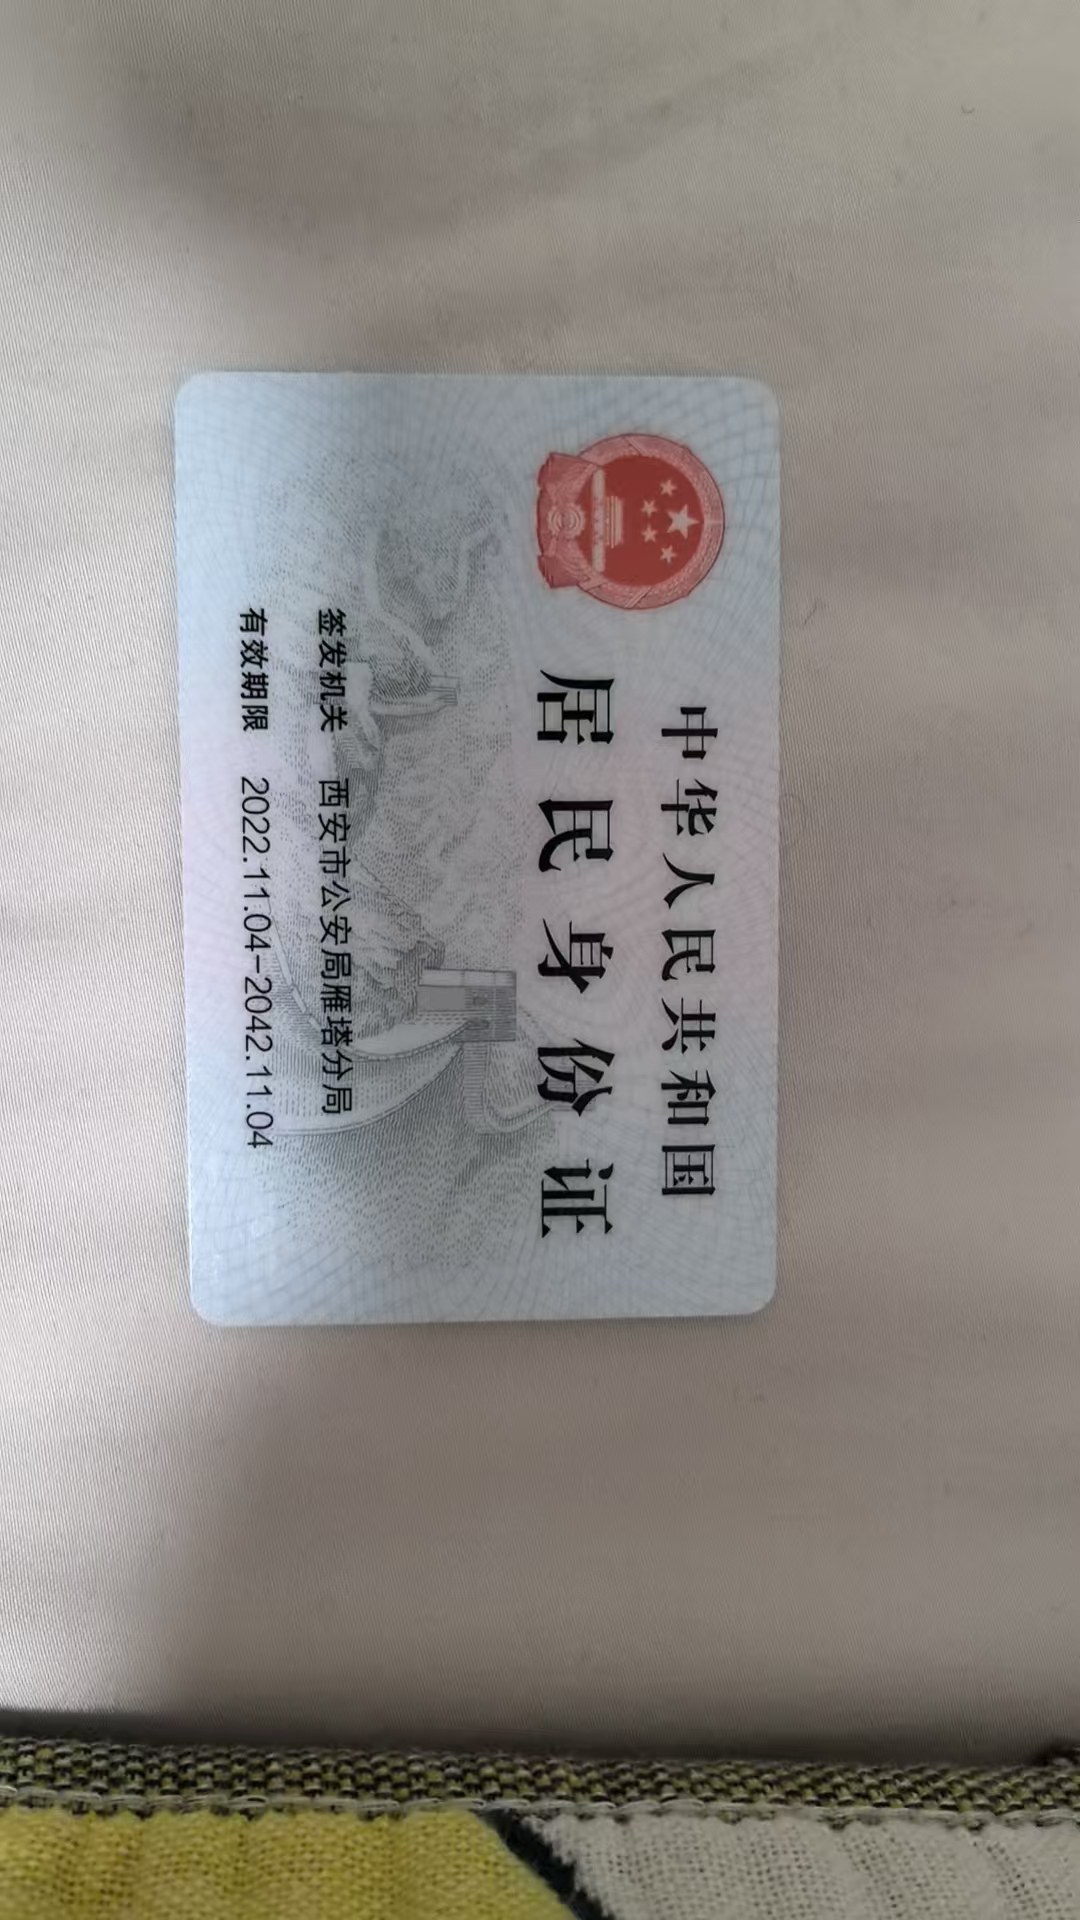 中华人民共和国
居民身份证
签发机关 西安市公安局雁塔分局
有效期限 2022.11.04-2042.11.04